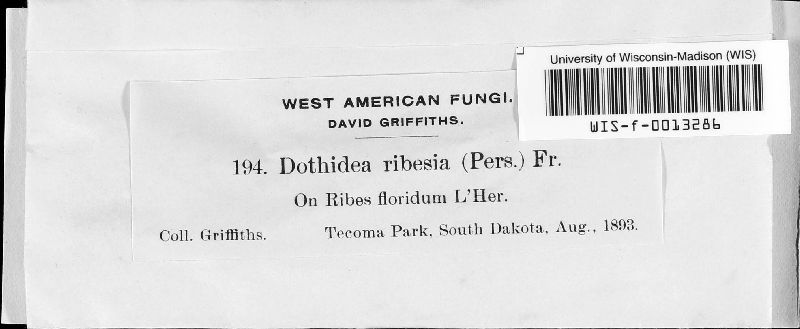 University of Wisconsin-Madison (WIS)
WIS-f-0013286
WEST AMERICAN FUNGI.
DAVID GRIFFITHS.
194. Dothidea ribesia (Pers.) Fr.
On Ribes floridum L'Her.
Coll. Griffiths. Tecoma Park, South Dakota, Aug., 1893.